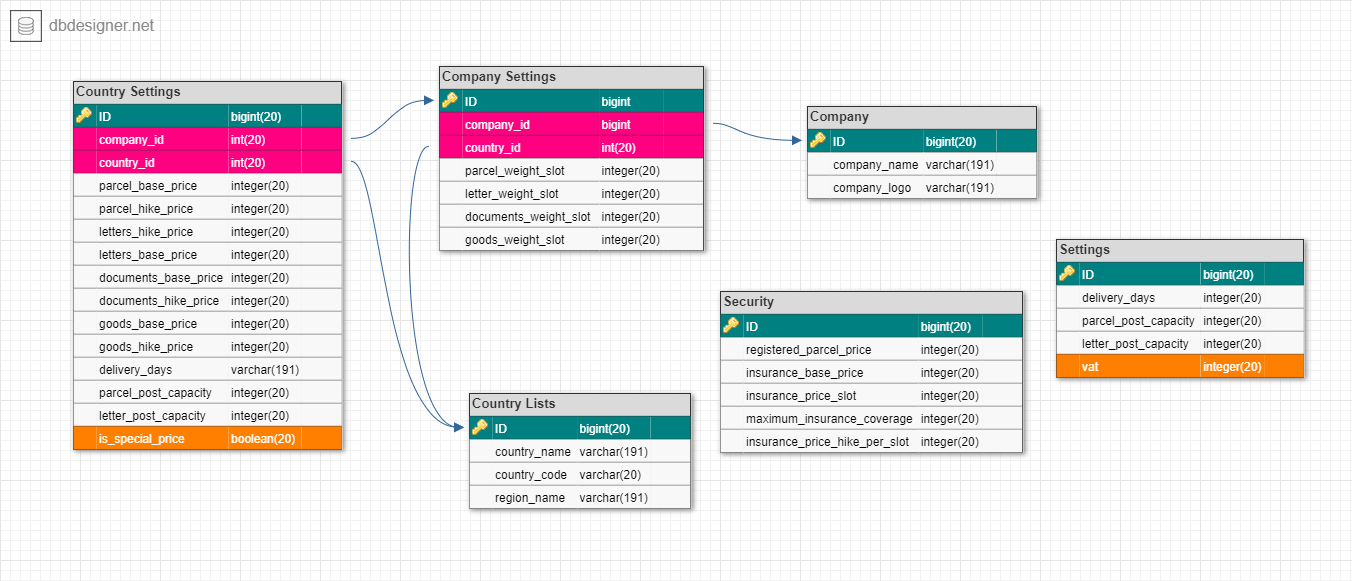 dbdesigner.net
Country Settings
ID bigint(20)
company_id int(20)
country_id int(20)
parcel_base_price integer(20)
parcel_hike_price integer(20)
letters_hike_price integer(20)
letters_base_price integer(20)
documents_base_price integer(20)
documents_hike_price integer(20)
goods_base_price integer(20)
goods_hike_price integer(20)
delivery_days varchar(191)
parcel_post_capacity integer(20)
letter_post_capacity integer(20)
is_special_price boolean(20)
Company Settings
ID bigint
company_id bigint
country_id int(20)
parcel_weight_slot integer(20)
letter_weight_slot integer(20)
documents_weight_slot integer(20)
goods_weight_slot integer(20)
Company
ID bigint(20)
company_name varchar(191)
company_logo varchar(191)
Settings
ID bigint(20)
delivery_days integer(20)
parcel_post_capacity integer(20)
letter_post_capacity integer(20)
vat integer(20)
Security
ID bigint(20)
registered_parcel_price integer(20)
insurance_base_price integer(20)
insurance_price_slot integer(20)
maximum_insurance_coverage integer(20)
insurance_price_hike_per_slot integer(20)
Country Lists
ID bigint(20)
country_name varchar(191)
country_code varchar(20)
region_name varchar(191)